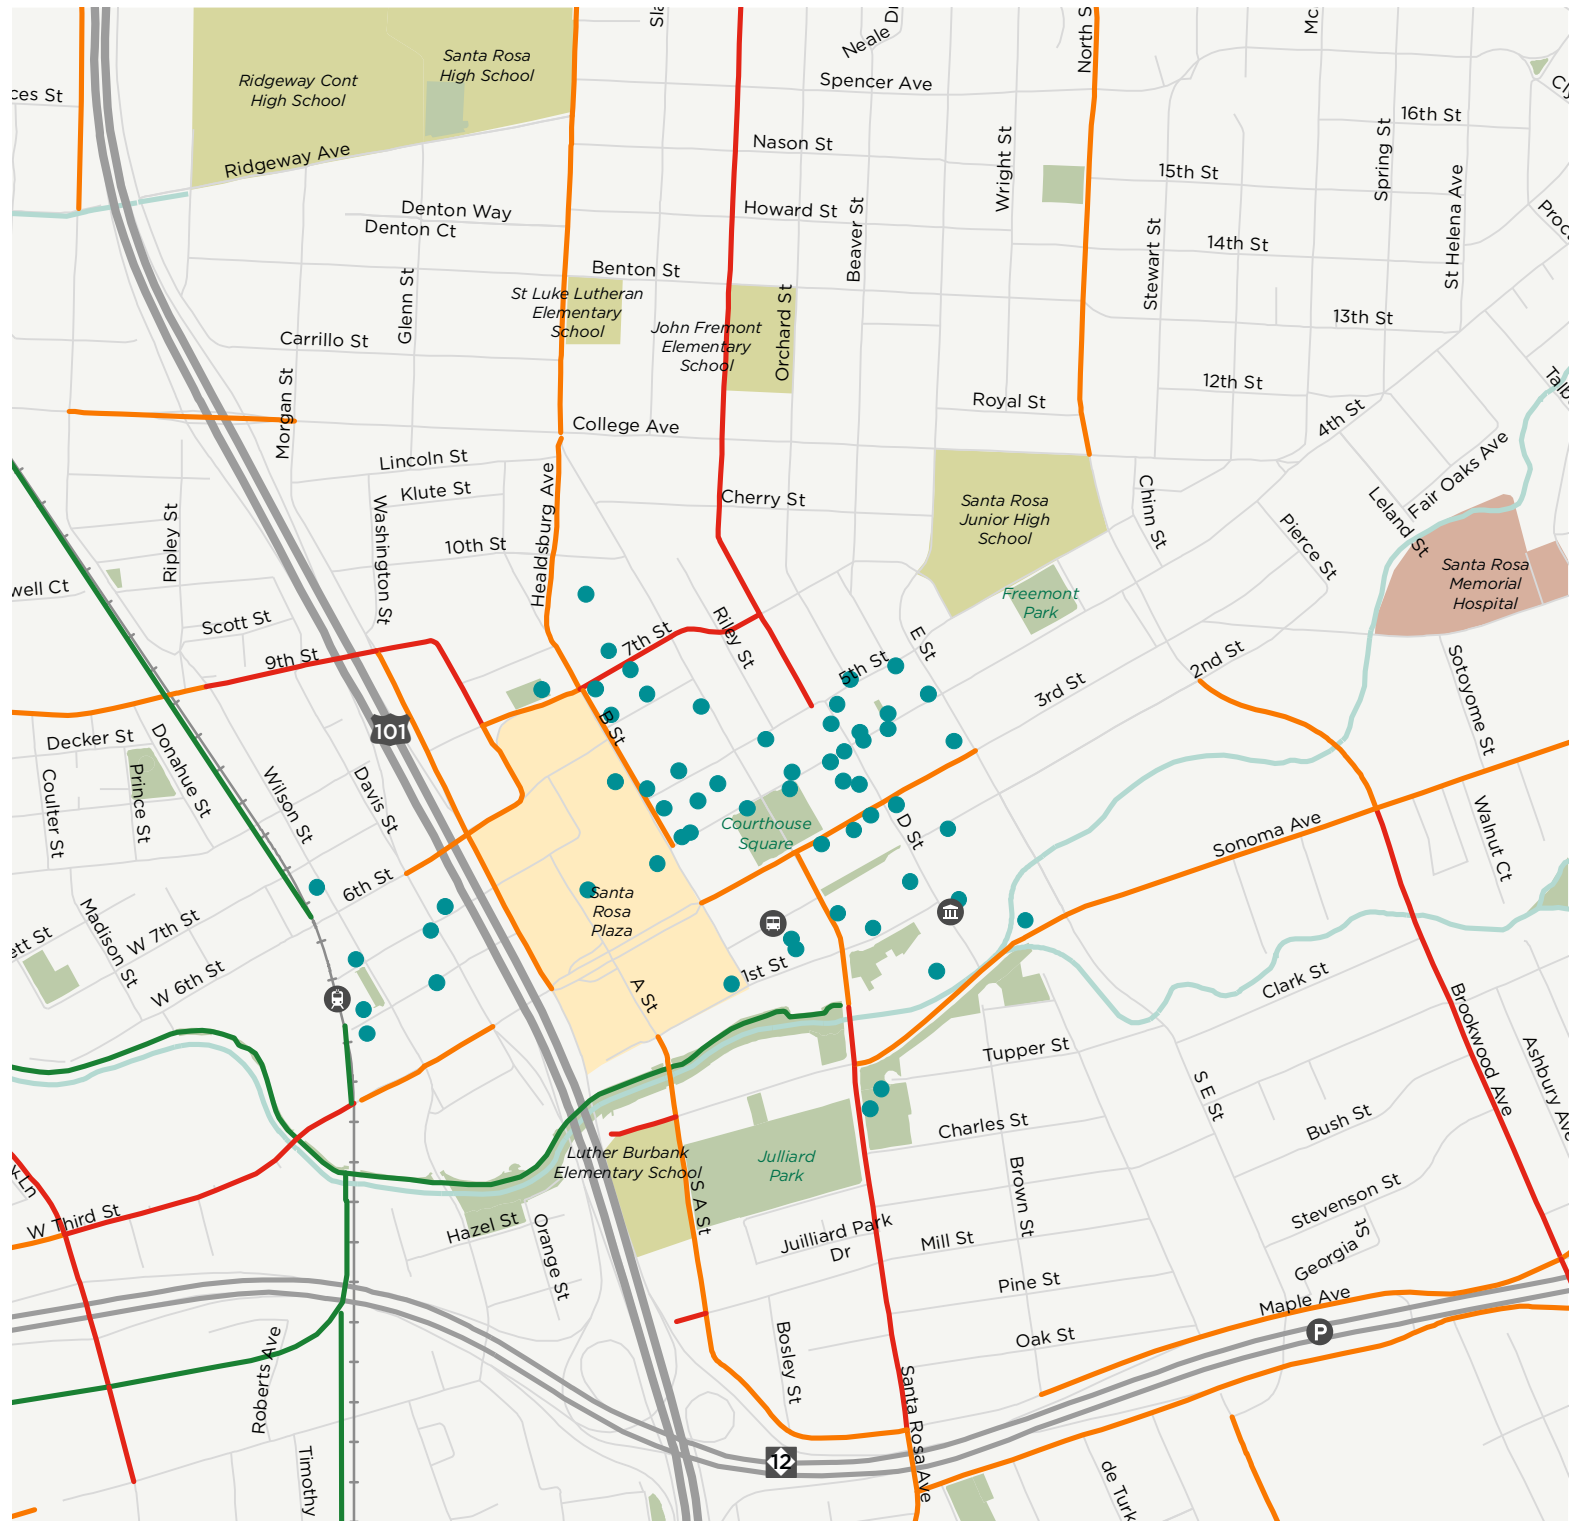 Neale
Spencer Ave
ces St
Ridgeway Cont
High School
Santa Rosa
High School
Ridgeway Ave
Nason St
Wright St
16th St
Spring St
15th St
St Helena Ave
Denton Way
Denton Ct
Howard St
Beaver St
Stewart St
14th St
Benton St
Glenn St
St Luke Lutheran
Elementary
School
John Fremont
Elementary
School
Orchard St
13th St
Carrillo St
Morgan St
12th St
Royal St
College Ave
4th St
Lincoln St
Klute St
Washington St
Healdsburg Ave
Cherry St
Ripley St
10th St
Santa Rosa
Junior High
School
Chinn St
Pierce St
Leland St
Fair Oaks Ave
Santa Rosa
Memorial
Hospital
well Ct
Freemont
Park
Scott St
9th St
7th St
Riley St
5th St
E St
2nd St
3rd St
Sotoyome St
101
B St
Decker St
Donahue St
Prince St
Coulter St
Wilson St
Davis St
Courthouse
Square
D St
Sonoma Ave
Walnut Ct
6th St
Santa
Rosa
Plaza
Madison St
W 7th St
W 6th St
ett St
A St
1st St
Clark St
Brookwood Ave
Tupper St
S E St
Ashbury Ave
Charles St
Bush St
Luther Burbank
Elementary School
Julliard
Park
S A St
Brown St
Stevenson St
Georgia St
W Third St
Hazel St
Orange St
Juilliard Park
Dr
Mill St
Pine St
Maple Ave
P
Oak St
Roberts Ave
Bosley St
Santa Rosa Ave
12
Timothy
de Turk